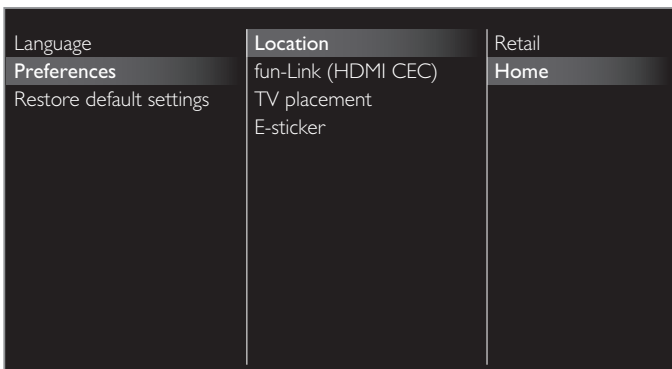 Language
Preferences
Restore default settings
Location
fun-Link (HDMI CEC)
TV placement
E-sticker
Retail
Home